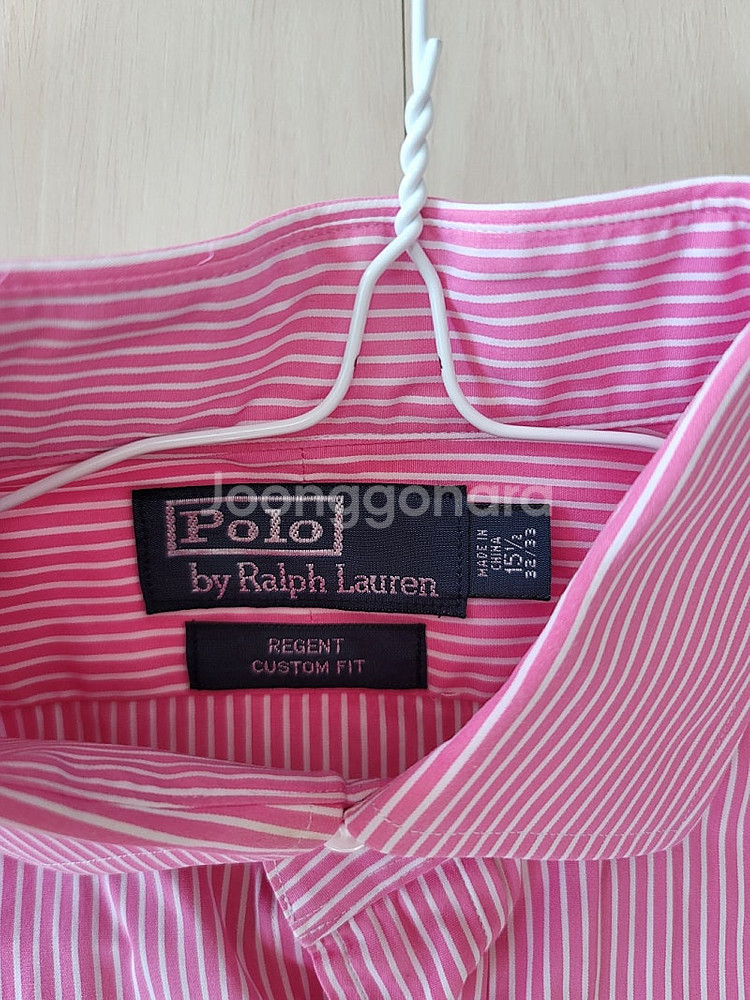 Joonggonara
Polo
by Ralph Lauren
MADE IN
CHINA
15½
32/33
REGENT
CUSTOM FIT